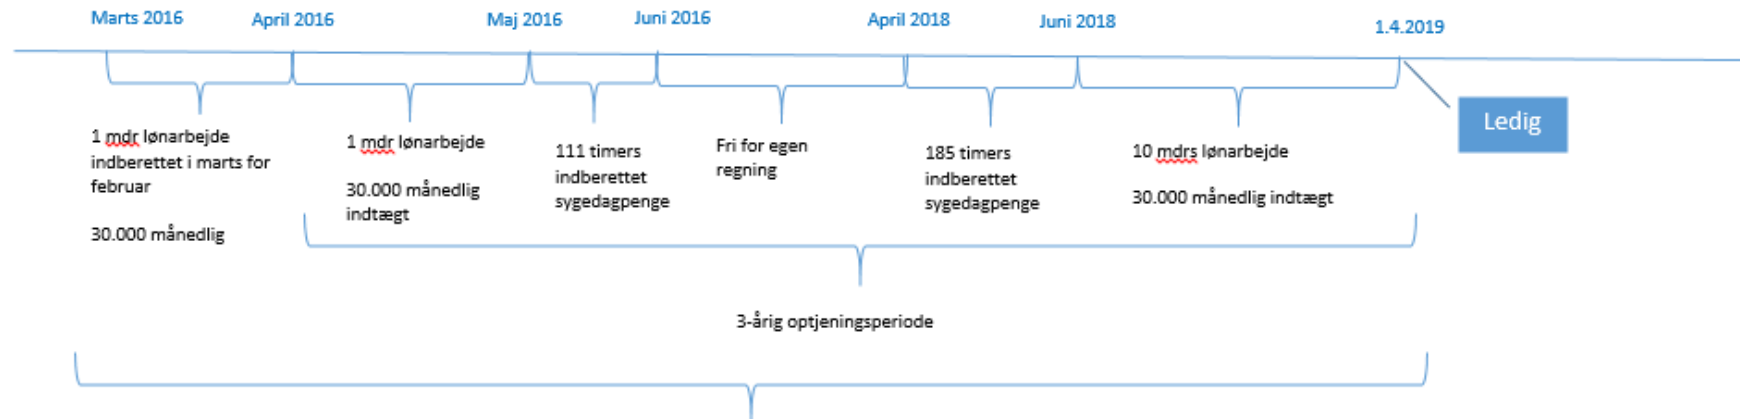 Marts 2016
April 2016
Maj 2016
Juni 2016
April 2018
Juni 2018
1.4.2019
Ledig
1 mdr lønarbejde
indberettet i marts for
februar
30.000 månedlig
1 mdr lønarbejde
30.000 månedlig
indtægt
111 timers
indberettet
sygedagpenge
Fri for egen
regning
185 timers
indberettet
sygedagpenge
10 mdrs lønarbejde
30.000 månedlig indtægt
3-årig optjeningsperiode